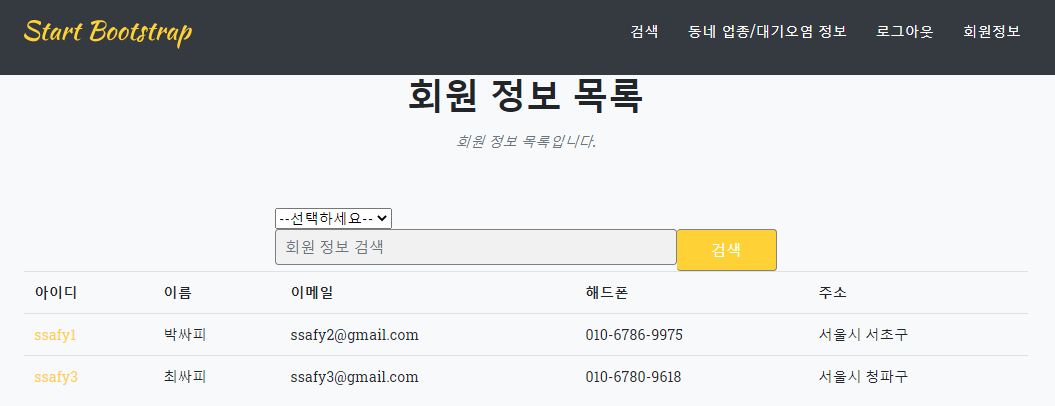 Start Bootstrap 검색 동네 업종/대기오염 정보 로그아웃 회원정보
회원 정보 목록
회원 정보 목록입니다.
--선택하세요--
회원 정보 검색 검색
아이디 이름 이메일 해드폰 주소
ssafy1 박싸피 ssafy2@gmail.com 010-6786-9975 서울시 서초구
ssafy3 최싸피 ssafy3@gmail.com 010-6780-9618 서울시 청파구